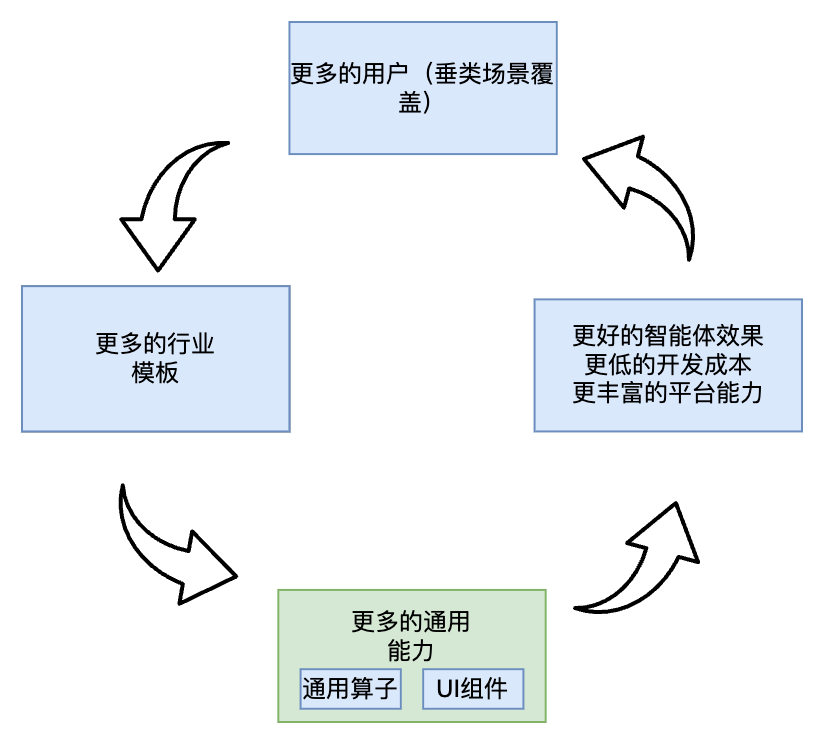 更多的用户（垂类场景覆
盖）
更多的行业
模板
更好的智能体效果
更低的开发成本
更丰富的平台能力
更多的通用
能力
通用算子
UI组件